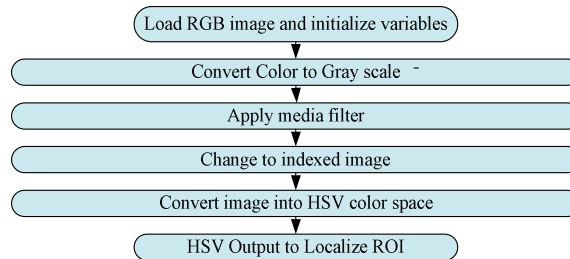 Load RGB image and initialize variables
Convert Color to Gray scale -
Apply media filter
Change to indexed image
Convert image into HSV color space
HSV Output to Localize ROI